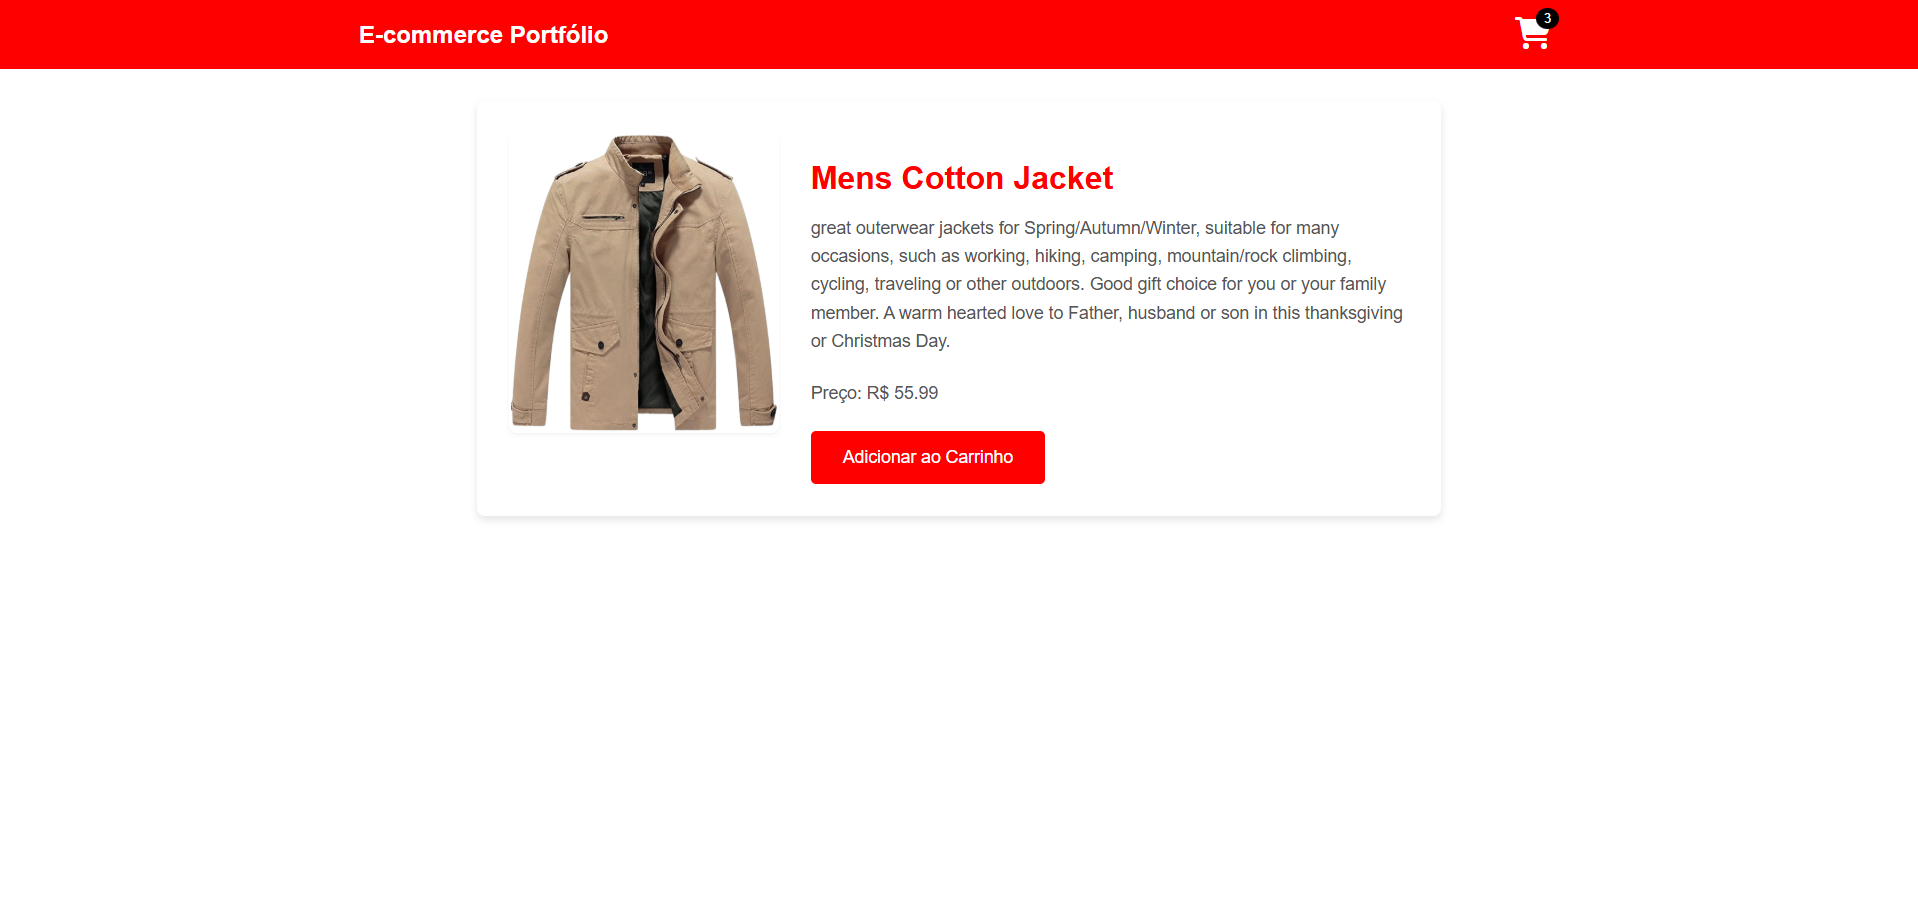 E-commerce Portfólio
3
Mens Cotton Jacket
great outerwear jackets for Spring/Autumn/Winter, suitable for many
occasions, such as working, hiking, camping, mountain/rock climbing,
cycling, traveling or other outdoors. Good gift choice for you or your family
member. A warm hearted love to Father, husband or son in this thanksgiving
or Christmas Day.
Preço: R$ 55.99
Adicionar ao Carrinho